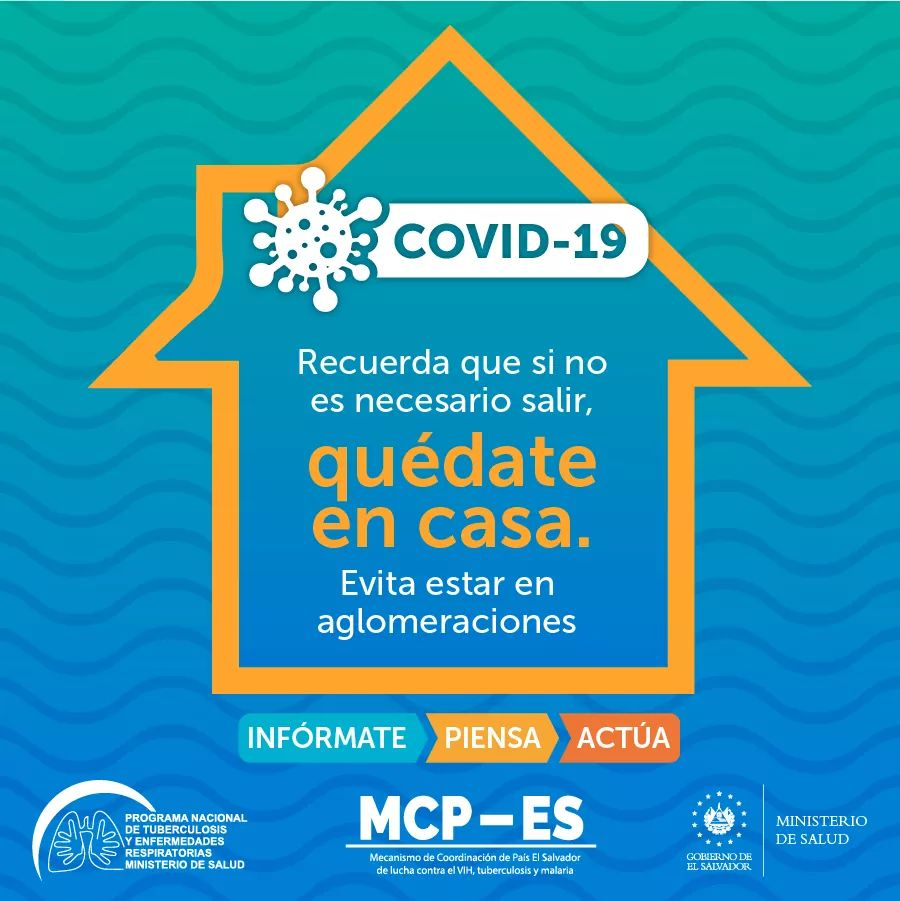 COVID-19
Recuerda que si no
es necesario salir,
quédate
en casa.
Evita estar en
aglomeraciones
INFÓRMATE PIENSA ACTÚA
PROGRAMA NACIONAL
DE TUBERCULOSIS
Y ENFERMEDADES
RESPIRATORIAS
MINISTERIO DE SALUD
MCP–ES
Mecanismo de Coordinación de País El Salvador
de lucha contra el VIH, tuberculosis y malaria
GOBIERNO DE
EL SALVADOR
MINISTERIO
DE SALUD